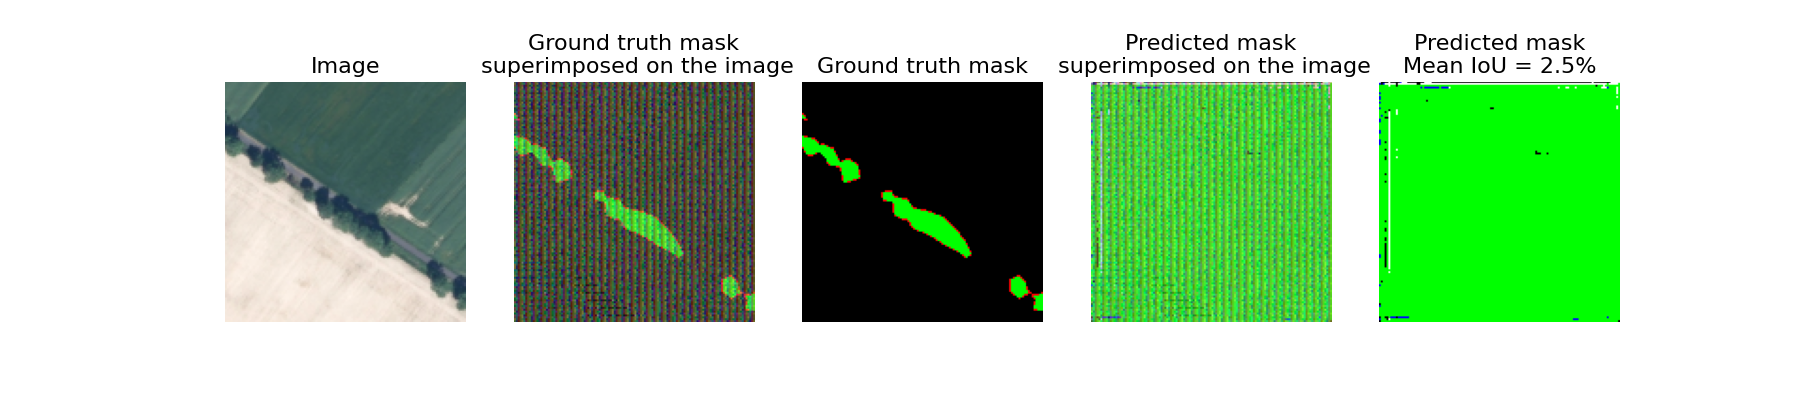 Image
Ground truth mask
superimposed on the image
Ground truth mask
Predicted mask
superimposed on the image
Predicted mask
Mean IoU = 2.5%